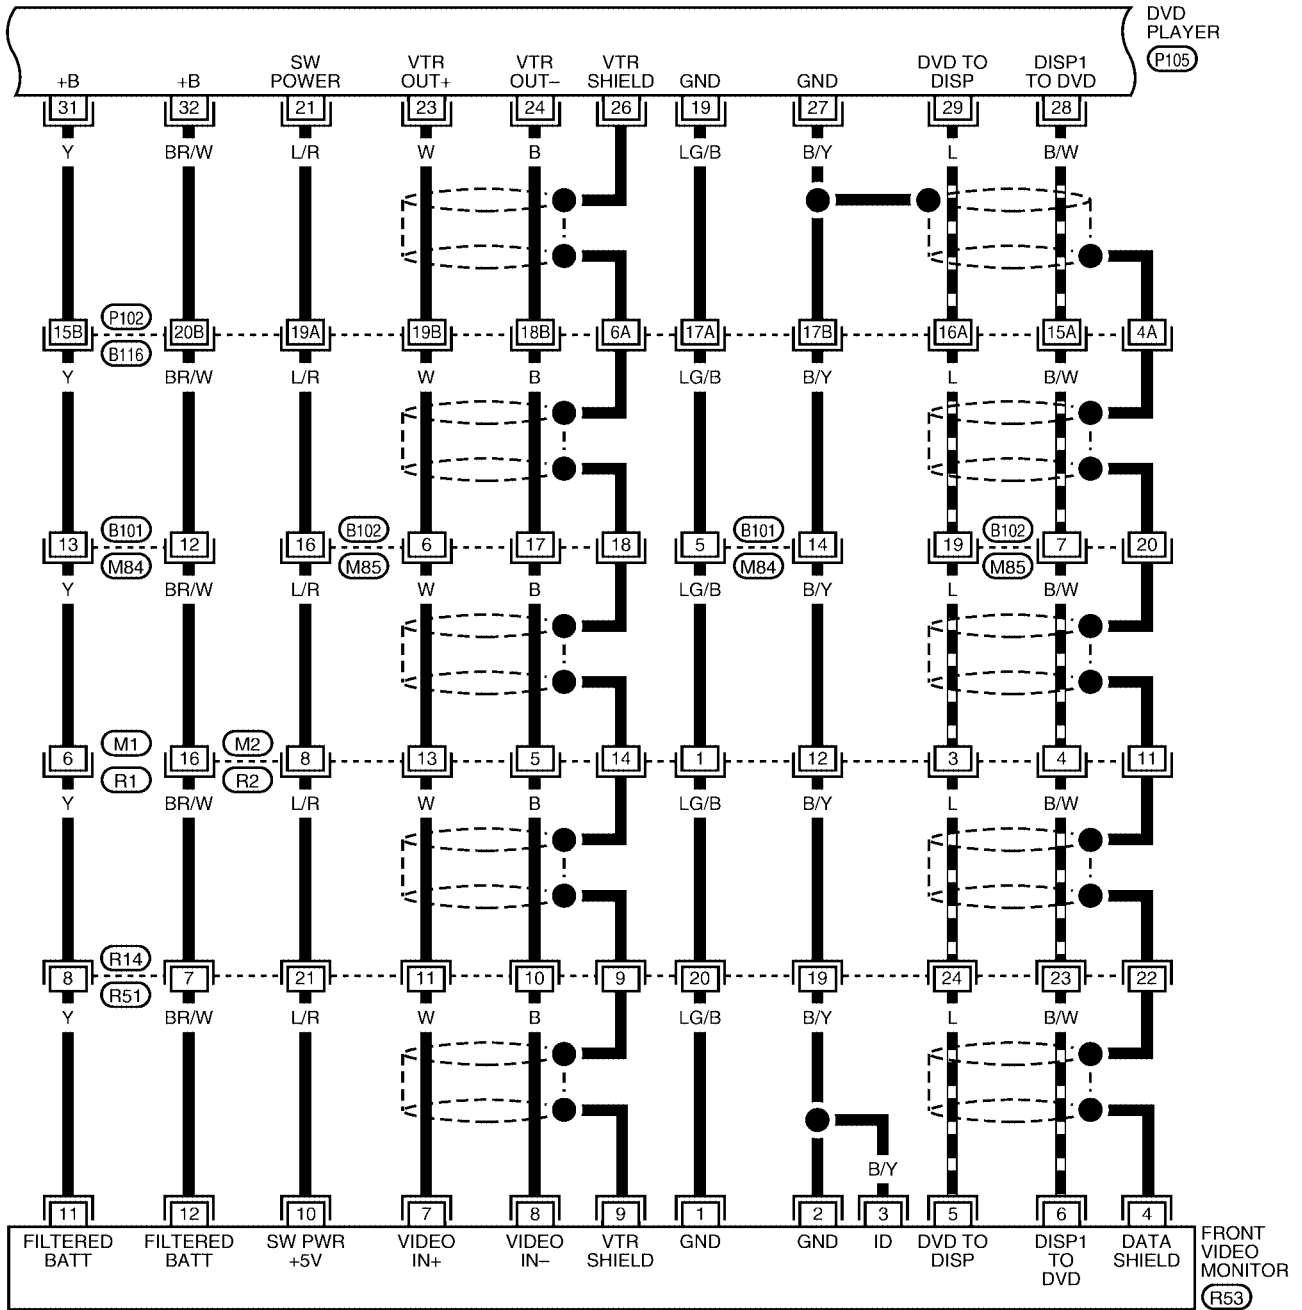 DVD
PLAYER
P105
+B +B SW POWER VTR OUT+ VTR OUT– VTR SHIELD GND GND DVD TO DISP DISP1 TO DVD
31 32 21 23 24 26 19 27 29 28
Y BR/W L/R W B LG/B B/Y L B/W
P102
15B 20B 19A 19B 18B 6A 17A 17B 16A 15A 4A
B116
Y BR/W L/R W B LG/B B/Y L B/W
B101 B102 B101 B102
13 12 16 6 17 18 5 14 19 7 20
M84 M85 M84 M85
Y BR/W L/R W B LG/B B/Y L B/W
M1 M2
6 16 8 13 5 14 1 12 3 4 11
R1 R2
Y BR/W L/R W B LG/B B/Y L B/W
R14
8 7 21 11 10 9 20 19 24 23 22
R51
Y BR/W L/R W B LG/B B/Y L B/W
B/Y
11 12 10 7 8 9 1 2 3 5 6 4
FILTERED BATT FILTERED BATT SW PWR +5V VIDEO IN+ VIDEO IN– VTR SHIELD GND GND ID DVD TO DISP DISP1 TO DVD DATA SHIELD
FRONT
VIDEO
MONITOR
R53